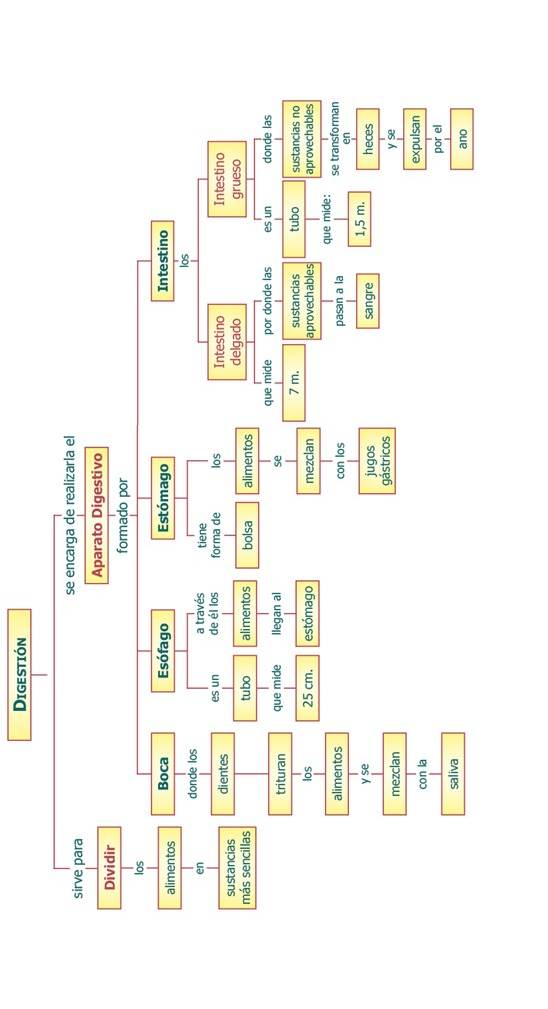 DIGESTIÓN
sirve para
Dividir
los
alimentos
en
sustancias
más sencillas
se encarga de realizarla el
Aparato Digestivo
formado por
Boca
donde los
dientes
trituran
los
alimentos
y se
mezclan
con la
saliva
Esófago
es un
tubo
que mide
25 cm.
a través
de él los
alimentos
llegan al
estómago
Estómago
tiene
forma de
bolsa
los
alimentos
se
mezclan
con los
jugos
gástricos
Intestino
los
Intestino
delgado
que mide
7 m.
por donde las
sustancias
aprovechables
pasan a la
sangre
Intestino
grueso
es un
tubo
que mide:
1,5 m.
donde las
sustancias no
aprovechables
se transforman
en
heces
y se
expulsan
por el
ano